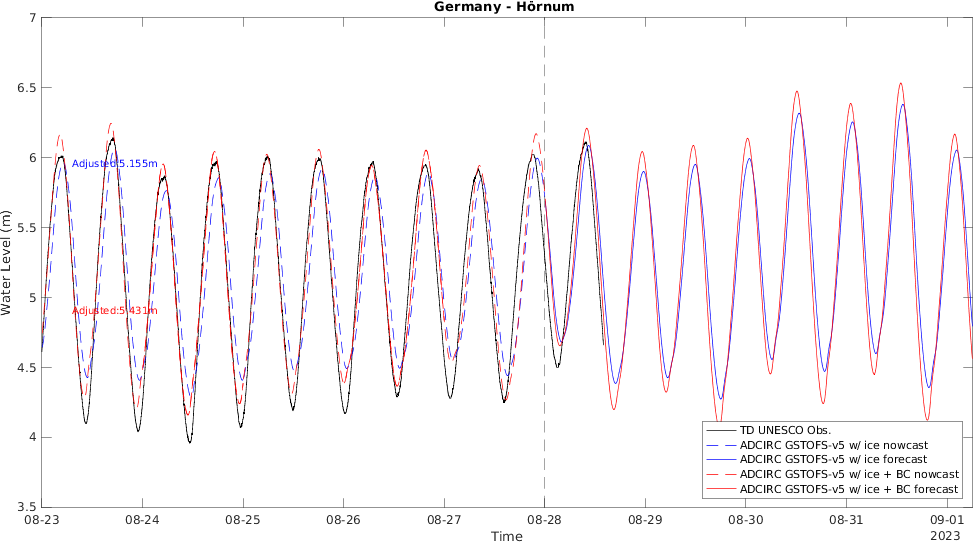 Germany - Hörnum
Water Level (m)
7
6.5
6
5.5
5
4.5
4
3.5
Adjusted:5.155m
Adjusted:5.431m
TD UNESCO Obs.
ADCIRC GSTOFS-v5 w/ ice nowcast
ADCIRC GSTOFS-v5 w/ ice forecast
ADCIRC GSTOFS-v5 w/ ice + BC nowcast
ADCIRC GSTOFS-v5 w/ ice + BC forecast
08-23 08-24 08-25 08-26 08-27 08-28 08-29 08-30 08-31 09-01
2023
Time